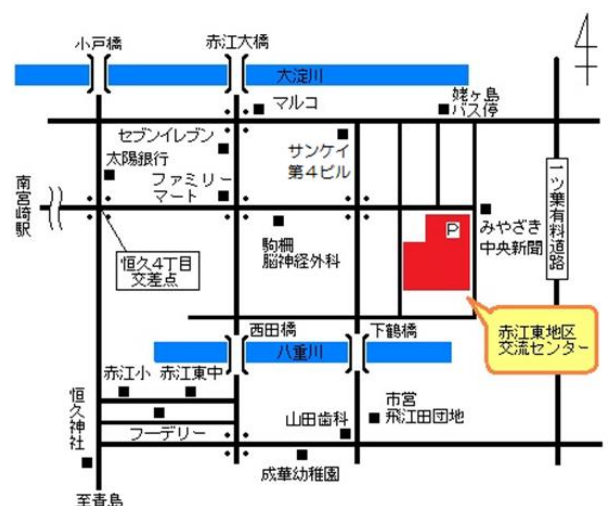 小戸橋
赤江大橋
大淀川
マルコ
姥ヶ島
バス停
セブンイレブン
太陽銀行
サンケイ
第4ビル
ファミリー
マート
南宮崎駅
一ツ葉有料道路
P
みやざき
中央新聞
恒久4丁目
交差点
駒柵
脳神経外科
西田橋
下鶴橋
赤江東地区
交流センター
八重川
赤江小
赤江東中
恒久神社
フーデリー
山田歯科
市営
飛江田団地
成華幼稚園
至青島